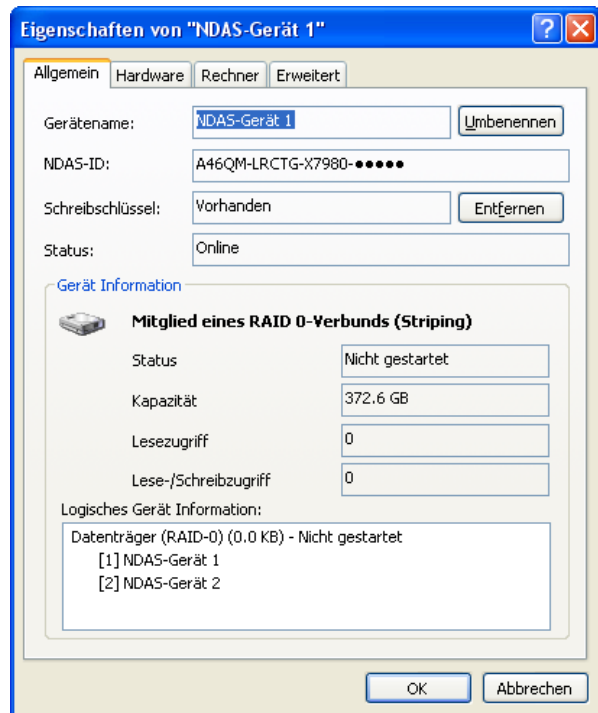 Eigenschaften von "NDAS-Gerät 1"
Allgemein Hardware Rechner Erweitert
Gerätename: NDAS-Gerät 1 Umbenennen
NDAS-ID: A46QM-LRCTG-X7980-●●●●●
Schreibschlüssel: Vorhanden Entfernen
Status: Online
Gerät Information
Mitglied eines RAID 0-Verbunds (Striping)
Status Nicht gestartet
Kapazität 372.6 GB
Lesezugriff 0
Lese-/Schreibzugriff 0
Logisches Gerät Information:
Datenträger (RAID-0) (0.0 KB) - Nicht gestartet
[1] NDAS-Gerät 1
[2] NDAS-Gerät 2
OK Abbrechen